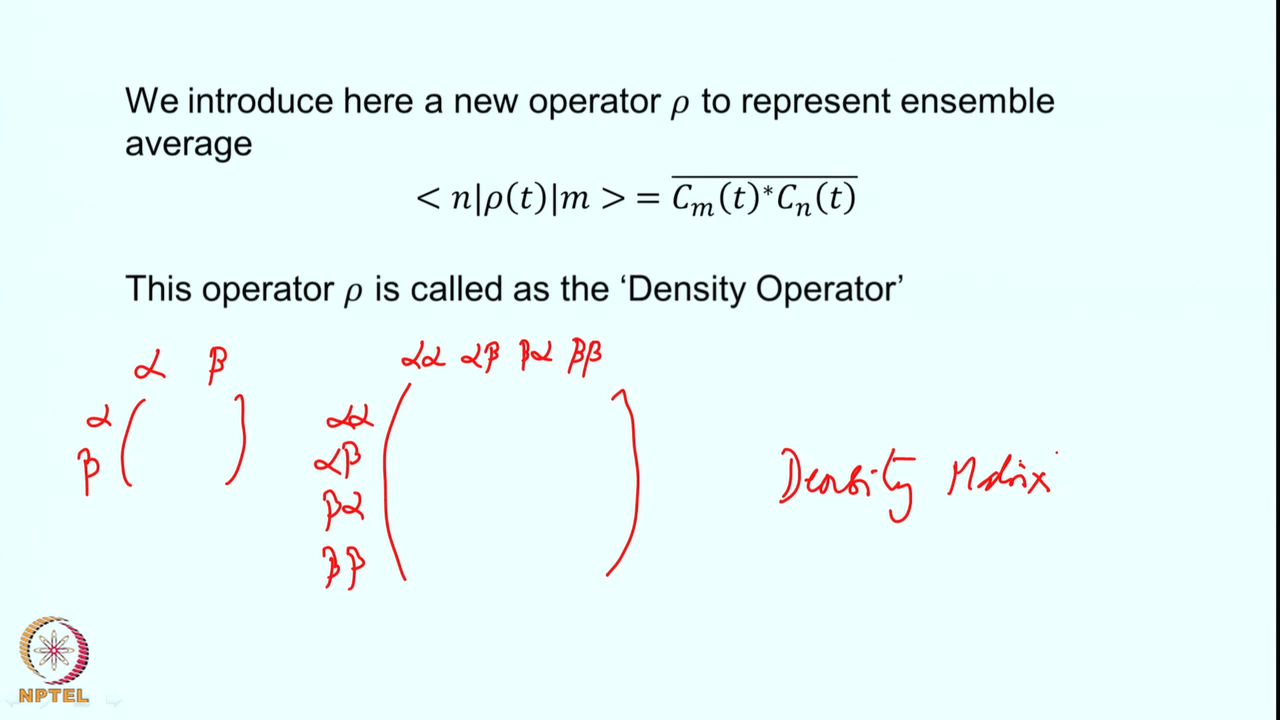 We introduce here a new operator ρ to represent ensemble
average
< n|ρ(t)|m > = \overline{C_m(t)^*C_n(t)}
This operator ρ is called as the ‘Density Operator’
α β
α
β
αα αβ βα ββ
αα
αβ
βα
ββ
Density Matrix
NPTEL